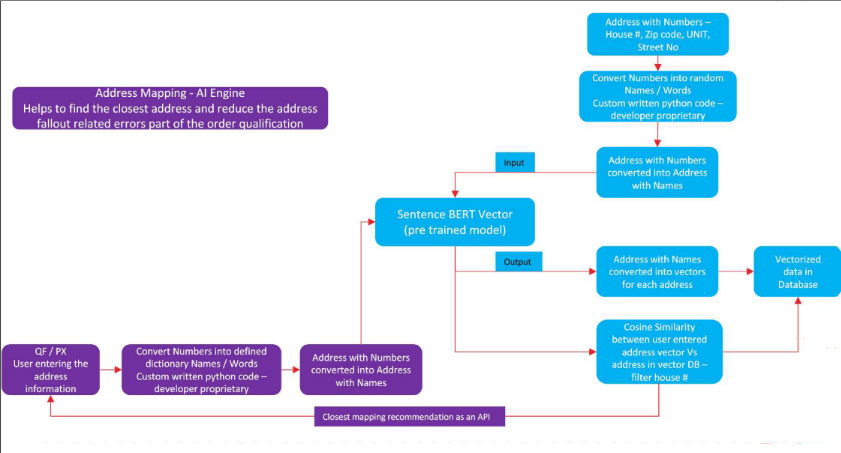 Address with Numbers –
House #, Zip code, UNIT,
Street No
Address Mapping - AI Engine
Helps to find the closest address and reduce the address
fallout related errors part of the order qualification
Convert Numbers into random
Names / Words
Custom written python code –
developer proprietary
Input
Address with Numbers
converted into Address
with Names
Sentence BERT Vector
(pre trained model)
Output
Address with Names
converted into vectors
for each address
Vectorized
data in
Database
QF / PX
User entering the
address
information
Convert Numbers into defined
dictionary Names / Words
Custom written python code –
developer proprietary
Address with Numbers
converted into Address
with Names
Cosine Similarity
between user entered
address vector Vs
address in vector DB –
filter house #
Closest mapping recommendation as an API